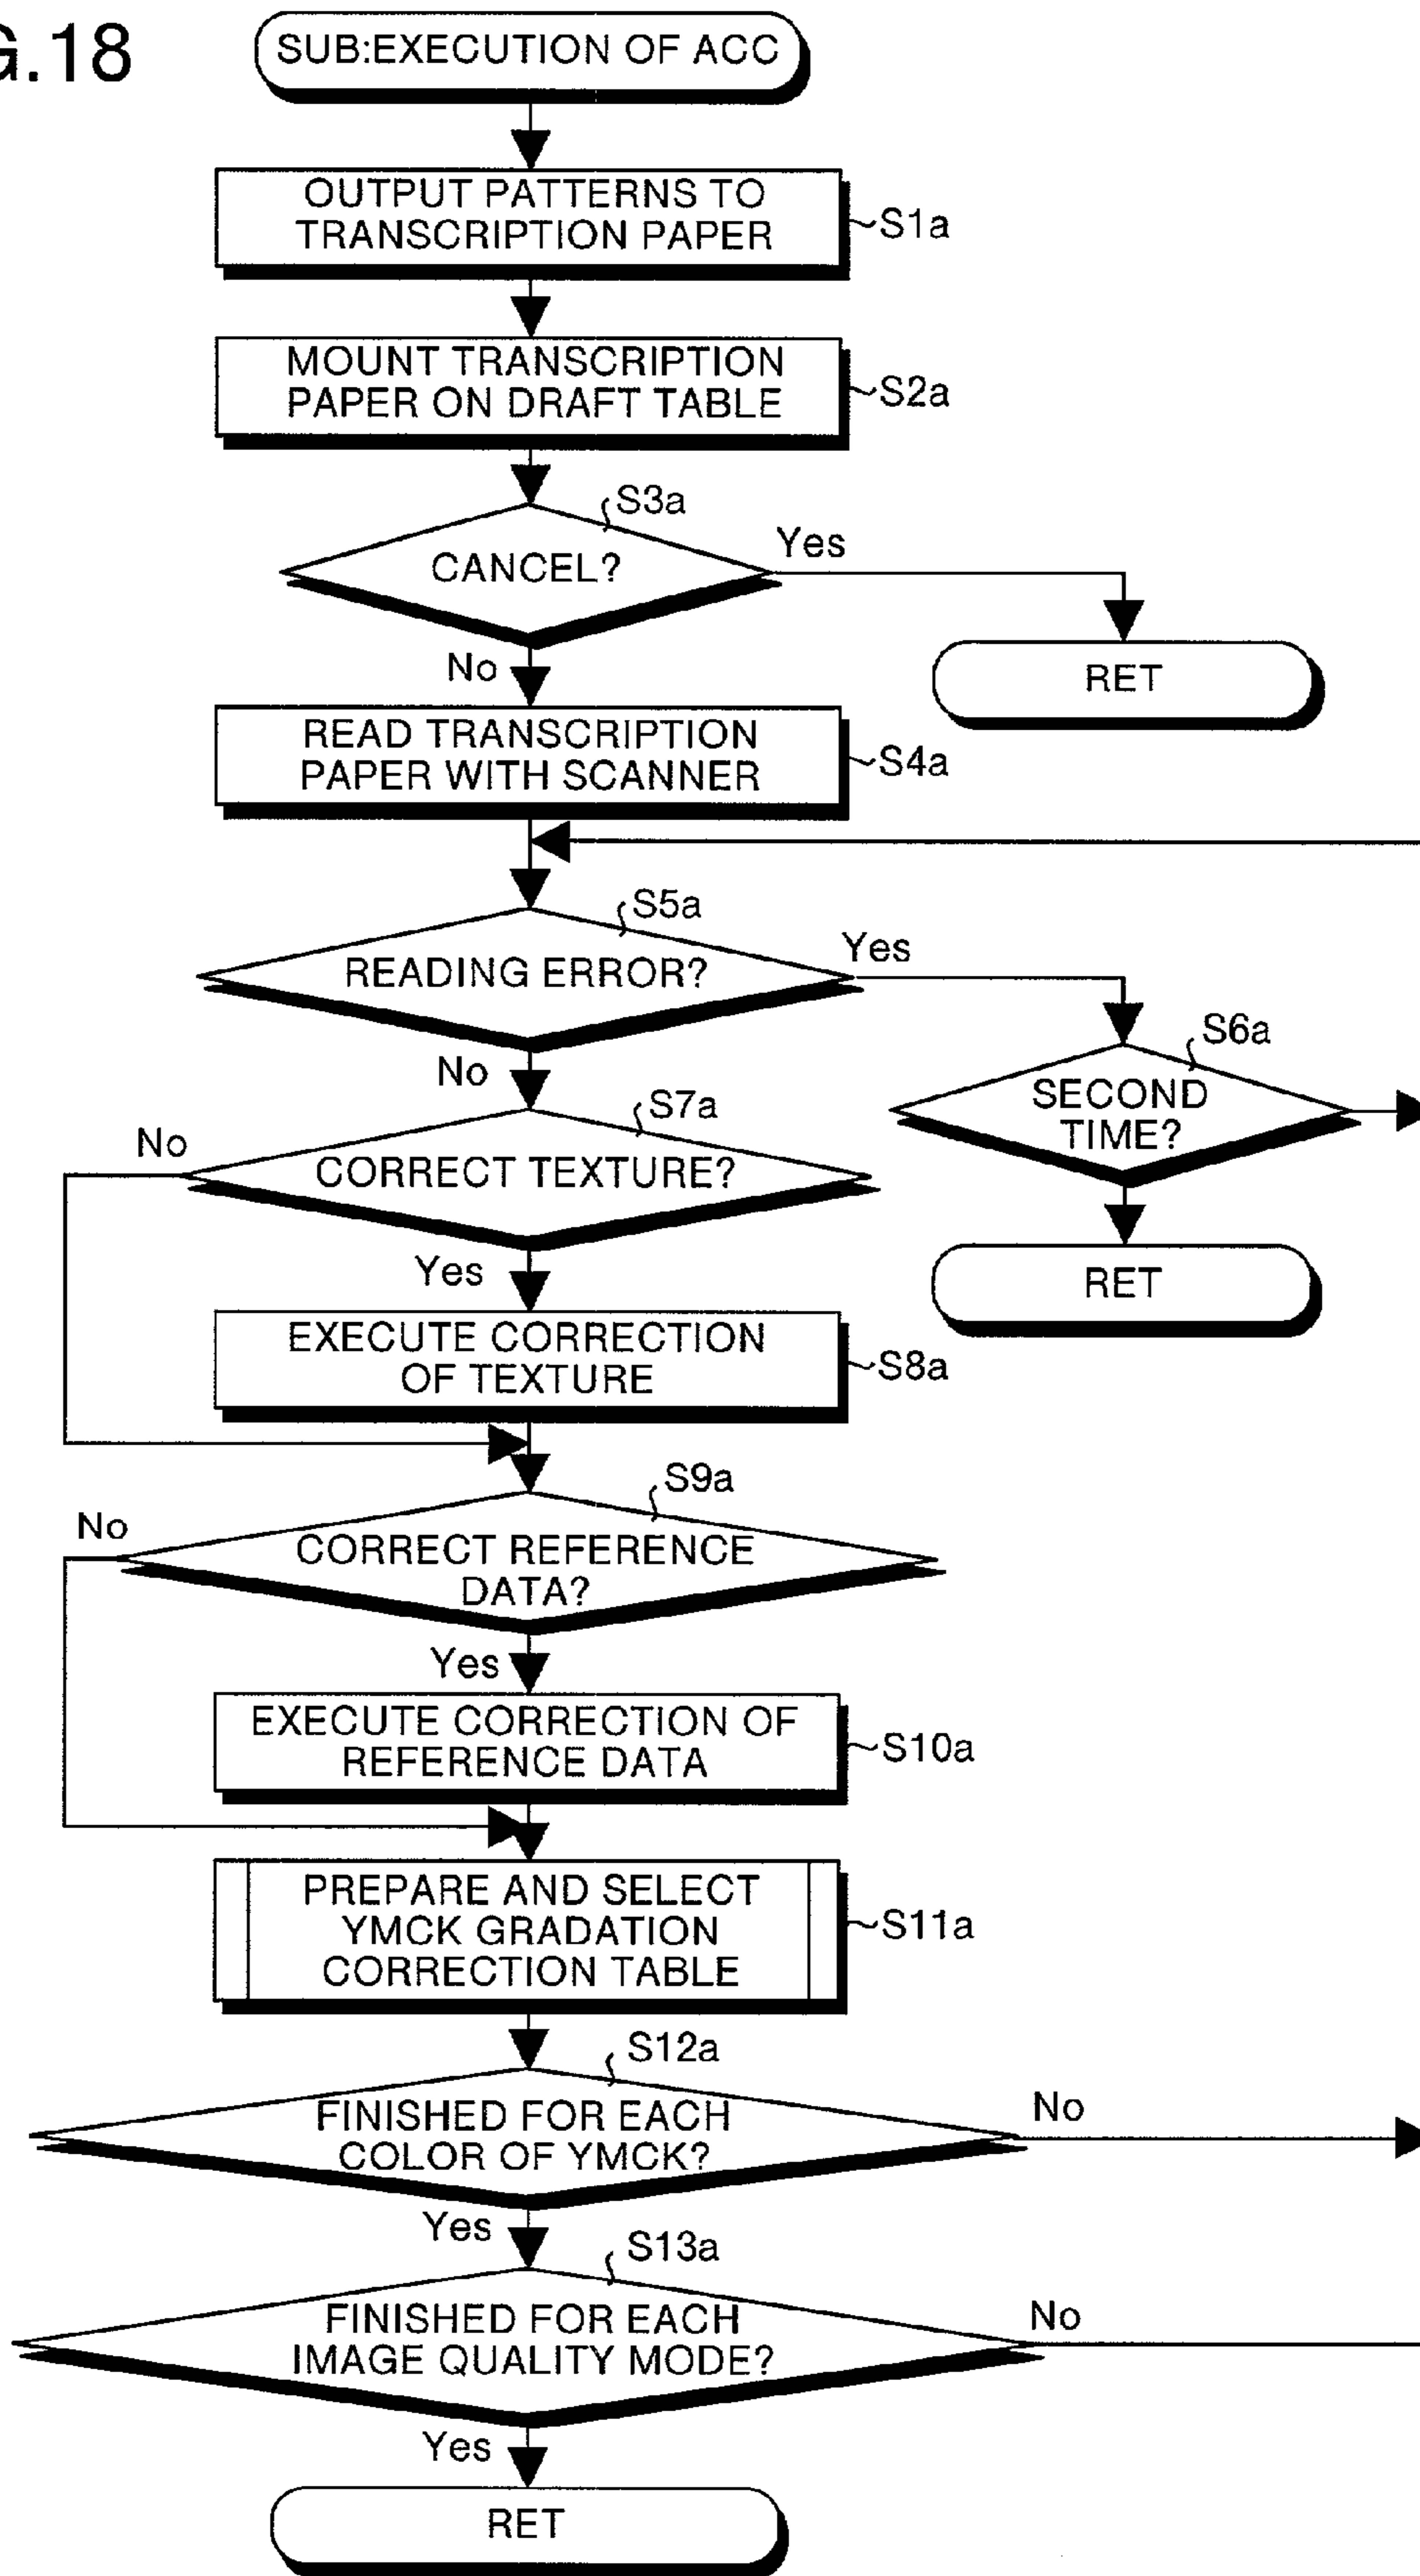 G.18
SUB:EXECUTION OF ACC
OUTPUT PATTERNS TO
TRANSCRIPTION PAPER
S1a
MOUNT TRANSCRIPTION
PAPER ON DRAFT TABLE
S2a
S3a
CANCEL?
Yes
No
RET
READ TRANSCRIPTION
PAPER WITH SCANNER
S4a
S5a
READING ERROR?
Yes
No
S6a
SECOND
TIME?
RET
S7a
No
CORRECT TEXTURE?
Yes
EXECUTE CORRECTION
OF TEXTURE
S8a
S9a
No
CORRECT REFERENCE
DATA?
Yes
EXECUTE CORRECTION OF
REFERENCE DATA
S10a
PREPARE AND SELECT
YMCK GRADATION
CORRECTION TABLE
S11a
S12a
FINISHED FOR EACH
COLOR OF YMCK?
No
Yes
S13a
FINISHED FOR EACH
IMAGE QUALITY MODE?
No
Yes
RET